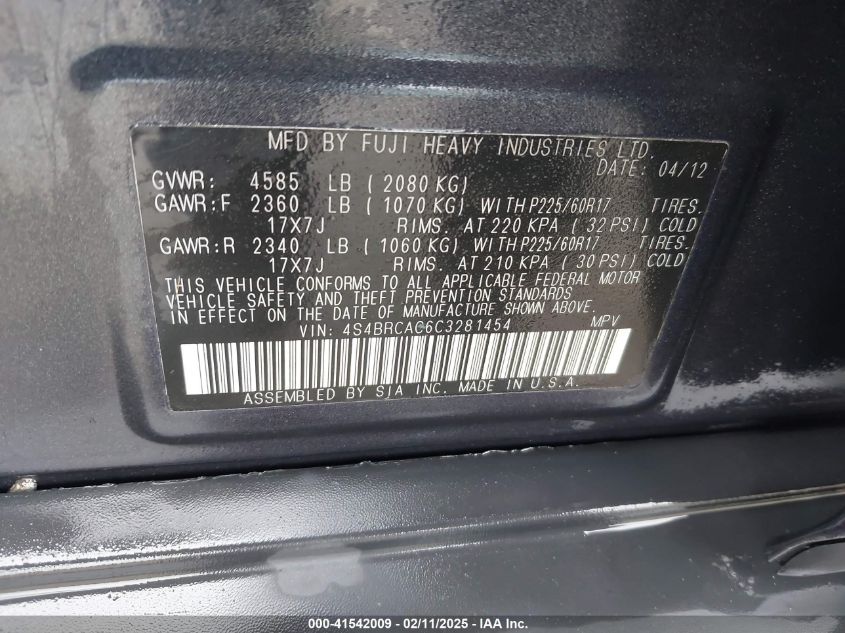 MFD BY FUJI HEAVY INDUSTRIES LTD.
DATE: 04/12
GVWR: 4585 LB ( 2080 KG)
GAWR:F 2360 LB ( 1070 KG) WITH P225/60R17 TIRES.
17X7J RIMS. AT 220 KPA ( 32 PSI) COLD
GAWR:R 2340 LB ( 1060 KG) WITH P225/60R17 TIRES.
17X7J RIMS. AT 210 KPA ( 30 PSI) COLD
THIS VEHICLE CONFORMS TO ALL APPLICABLE FEDERAL MOTOR
VEHICLE SAFETY AND THEFT PREVENTION STANDARDS
IN EFFECT ON THE DATE OF MANUFACTURE SHOWN ABOVE.
VIN: 4S4BRCAC6C3281454 MPV
ASSEMBLED BY SIA INC. MADE IN U.S.A.
000-41542009 - 02/11/2025 - IAA Inc.